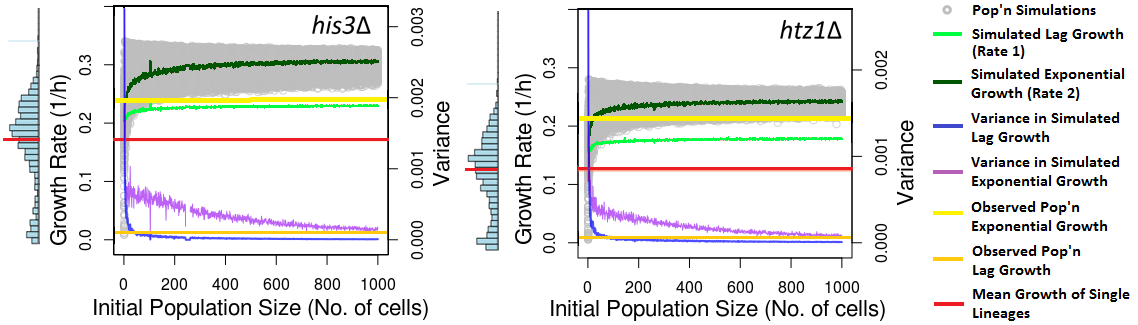 his3Δ
Growth Rate (1/h)
0.0
0.1
0.2
0.3
0.4
Variance
0.000
0.001
0.002
0.003
0
200
400
600
800
1000
Initial Population Size (No. of cells)
htz1Δ
Growth Rate (1/h)
0.0
0.1
0.2
0.3
Variance
0.000
0.001
0.002
0
200
400
600
800
1000
Initial Population Size (No. of cells)
Pop'n Simulations
Simulated Lag Growth
(Rate 1)
Simulated Exponential
Growth (Rate 2)
Variance in Simulated
Lag Growth
Variance in Simulated
Exponential Growth
Observed Pop'n
Exponential Growth
Observed Pop'n
Lag Growth
Mean Growth of Single
Lineages